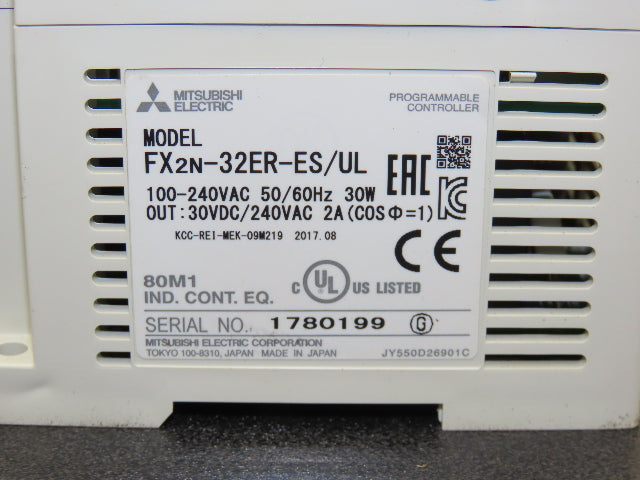 MITSUBISHI
ELECTRIC
PROGRAMMABLE
CONTROLLER
MODEL
FX2N-32ER-ES/UL
100-240VAC 50/60Hz 30W
OUT:30VDC/240VAC 2A(COSΦ=1)
EAC
KC
KCC-REI-MEK-09M219 2017.08
CE
80M1
IND. CONT. EQ.
C UL US LISTED
SERIAL NO. 1780199 G
MITSUBISHI ELECTRIC CORPORATION
TOKYO 100-8310, JAPAN MADE IN JAPAN
JY550D26901C